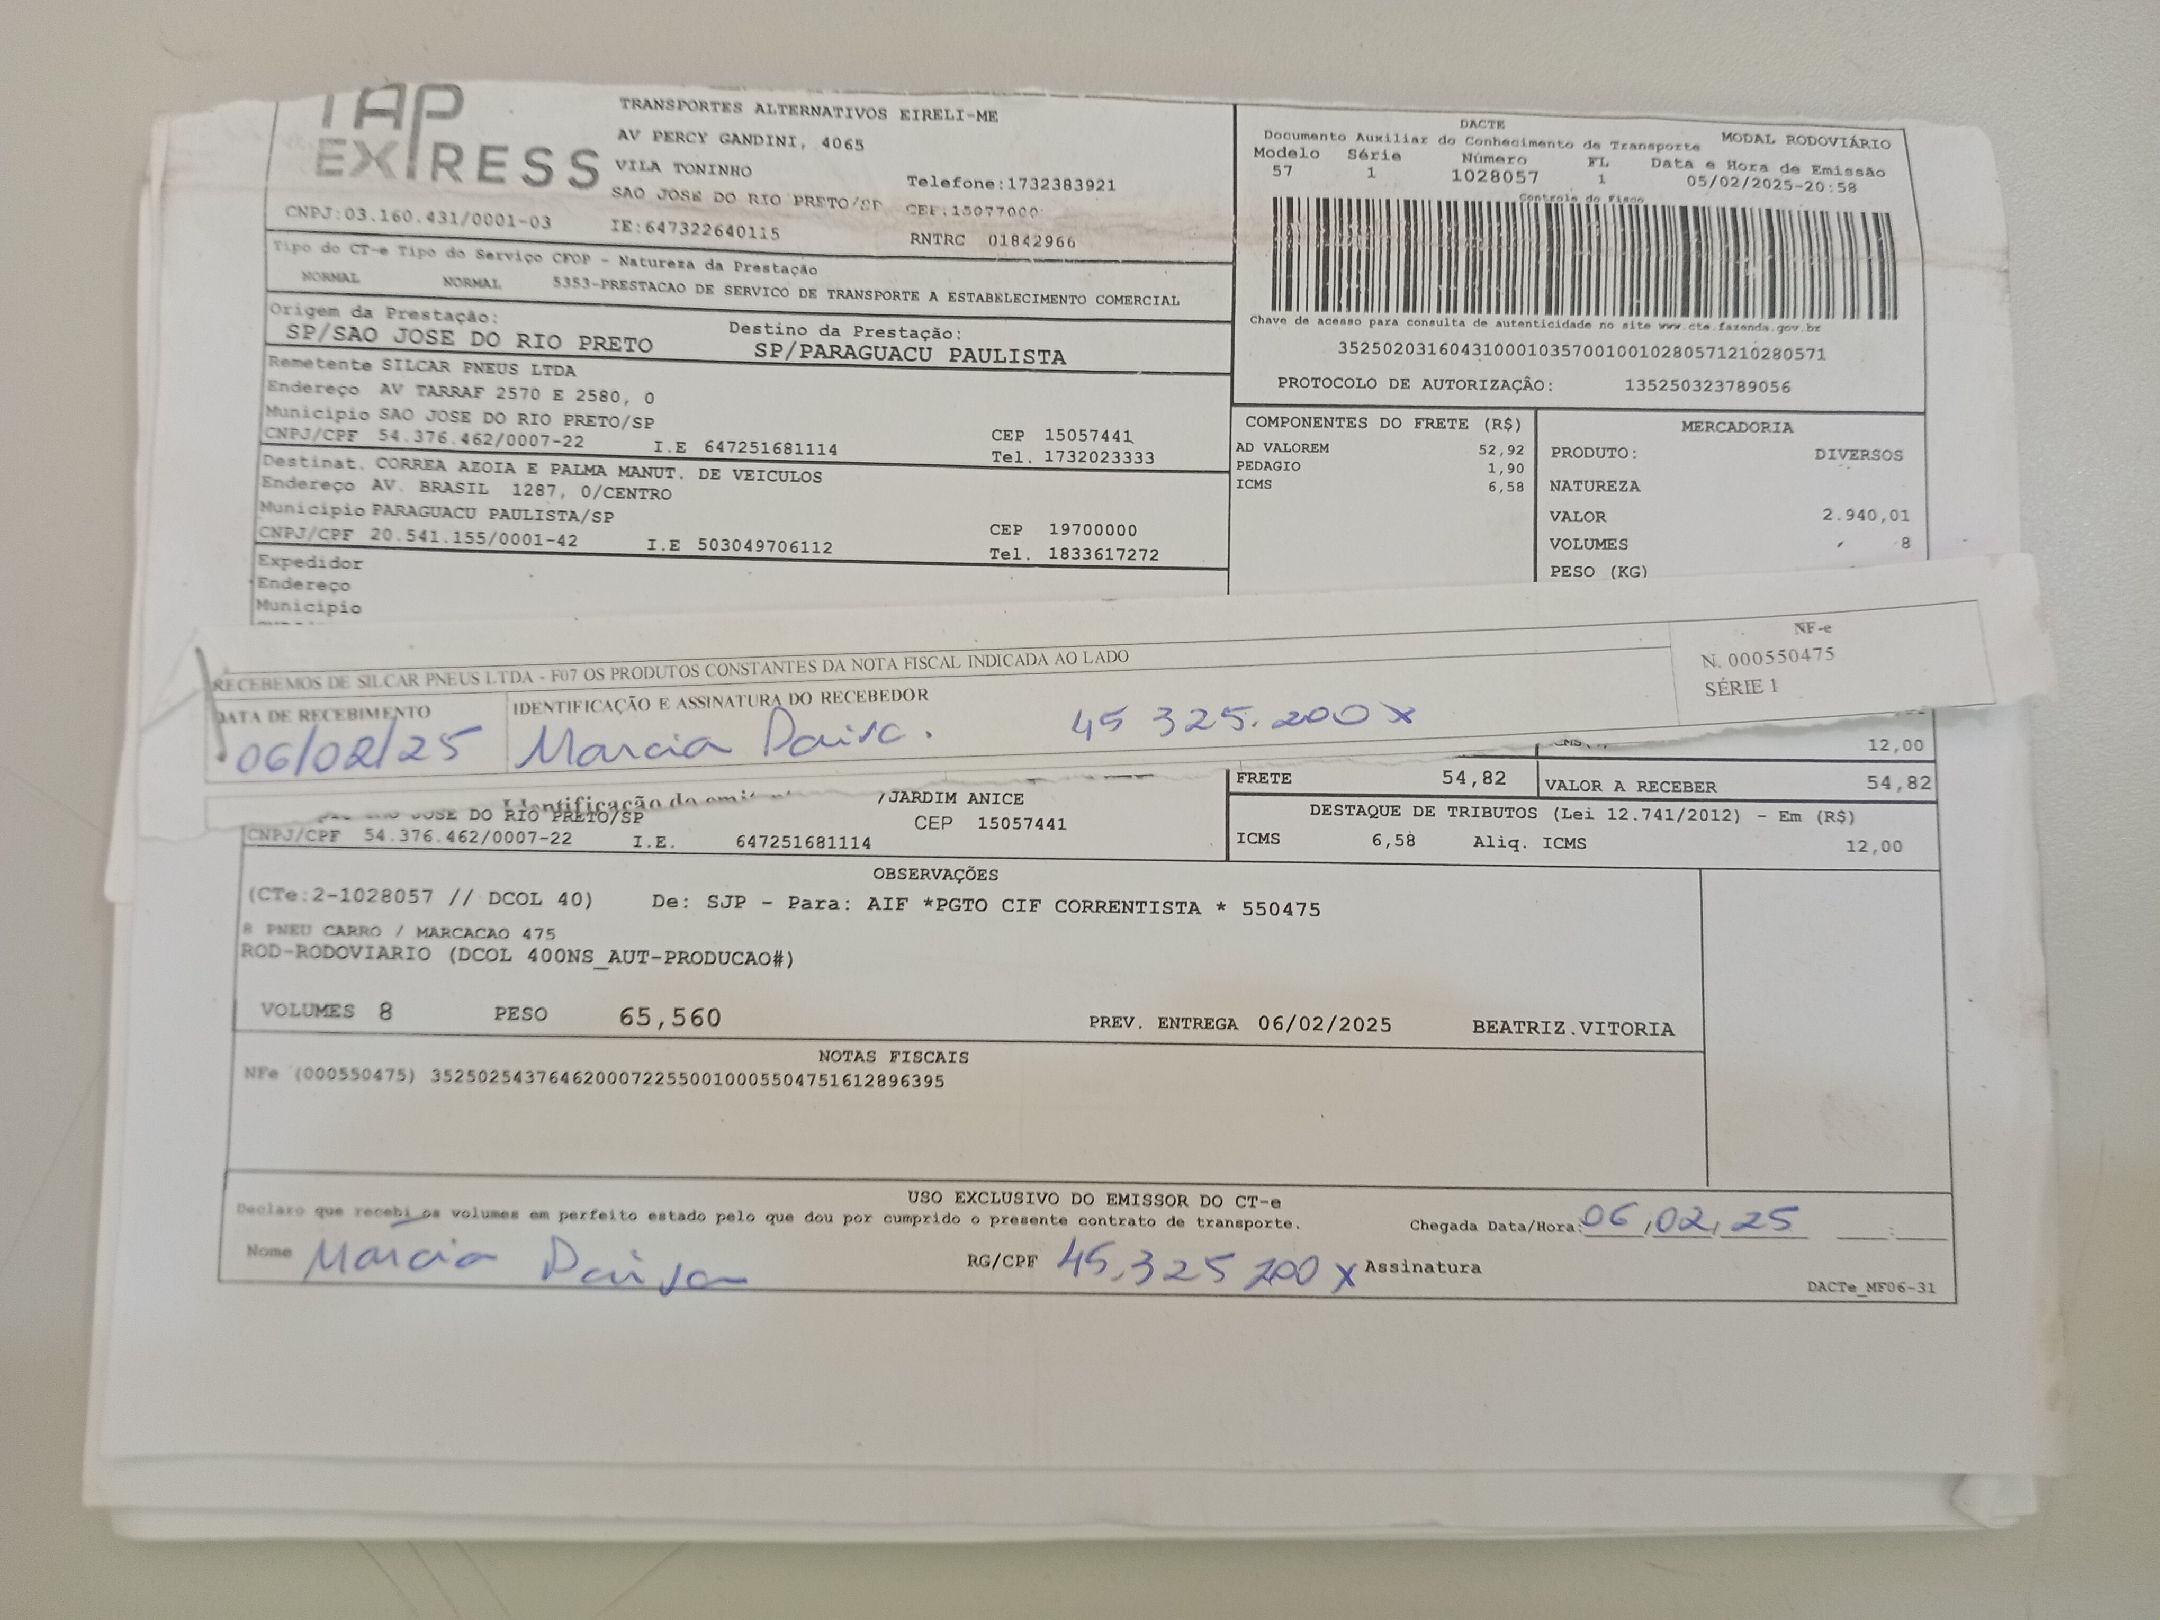 TAP
EXPRESS
TRANSPORTES ALTERNATIVOS EIRELI-ME
AV PERCY GANDINI, 4065
VILA TONINHO
Telefone:1732383921
SAO JOSE DO RIO PRETO/SP CEP:15077000
CNPJ:03.160.431/0001-03 IE:647322640115 RNTRC 01842966
DACTE
Documento Auxiliar do Conhecimento de Transporte MODAL RODOVIÁRIO
Modelo Série Número FL Data e Hora de Emissão
57 1 1028057 1 05/02/2025-20:58
Controle do Fisco
Tipo do CT-e Tipo do Serviço CFOP - Natureza da Prestação
NORMAL NORMAL 5353-PRESTACAO DE SERVICO DE TRANSPORTE A ESTABELECIMENTO COMERCIAL
Chave de acesso para consulta de autenticidade no site www.cte.fazenda.gov.br
35250203160431000103570010010280571210280571
PROTOCOLO DE AUTORIZAÇÃO: 135250323789056
Origem da Prestação: Destino da Prestação:
SP/SAO JOSE DO RIO PRETO SP/PARAGUACU PAULISTA
Remetente SILCAR PNEUS LTDA
Endereço AV TARRAF 2570 E 2580, 0
Municipio SAO JOSE DO RIO PRETO/SP CEP 15057441
CNPJ/CPF 54.376.462/0007-22 I.E 647251681114 Tel. 1732023333
Destinat. CORREA AZOIA E PALMA MANUT. DE VEICULOS
Endereço AV. BRASIL 1287, 0/CENTRO
Municipio PARAGUACU PAULISTA/SP CEP 19700000
CNPJ/CPF 20.541.155/0001-42 I.E 503049706112 Tel. 1833617272
Expedidor
Endereço
Municipio
COMPONENTES DO FRETE (R$)
AD VALOREM 52,92
PEDAGIO 1,90
ICMS 6,58
MERCADORIA
PRODUTO: DIVERSOS
NATUREZA
VALOR 2.940,01
VOLUMES 8
PESO (KG)
RECEBEMOS DE SILCAR PNEUS LTDA - F07 OS PRODUTOS CONSTANTES DA NOTA FISCAL INDICADA AO LADO
NF-e
N. 000550475
SÉRIE 1
DATA DE RECEBIMENTO IDENTIFICAÇÃO E ASSINATURA DO RECEBEDOR
06/02/25 Marcia 45 325.200 x
12,00
FRETE 54,82 VALOR A RECEBER 54,82
Identificação do
/JARDIM ANICE
JOSE DO RIO PRETO/SP CEP 15057441
CNPJ/CPF 54.376.462/0007-22 I.E. 647251681114
DESTAQUE DE TRIBUTOS (Lei 12.741/2012) - Em (R$)
ICMS 6,58 Aliq. ICMS 12,00
OBSERVAÇÕES
(CTe:2-1028057 // DCOL 40) De: SJP - Para: AIF *PGTO CIF CORRENTISTA * 550475
8 PNEU CARRO / MARCACAO 475
ROD-RODOVIARIO (DCOL 400NS_AUT-PRODUCAO#)
VOLUMES 8 PESO 65,560 PREV. ENTREGA 06/02/2025 BEATRIZ.VITORIA
NOTAS FISCAIS
NFe (000550475) 35250254376462000722550010005504751612896395
USO EXCLUSIVO DO EMISSOR DO CT-e
Declaro que recebi os volumes em perfeito estado pelo que dou por cumprido o presente contrato de transporte. Chegada Data/Hora: 06/02/25
Nome Marcia RG/CPF 45.325 200 x Assinatura
DACTe_MF06-31